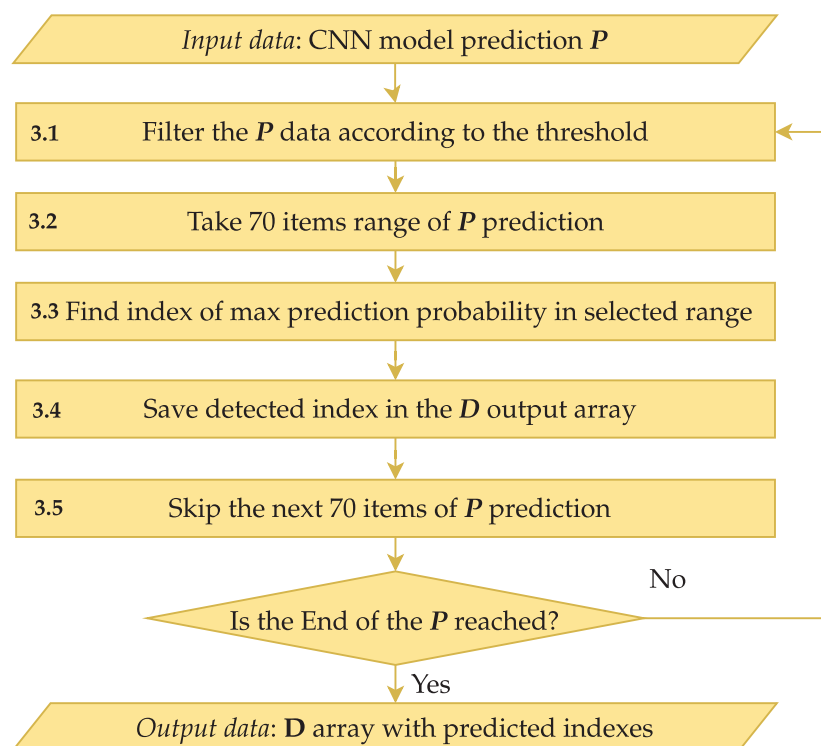 Input data: CNN model prediction P
3.1 Filter the P data according to the threshold
3.2 Take 70 items range of P prediction
3.3 Find index of max prediction probability in selected range
3.4 Save detected index in the D output array
3.5 Skip the next 70 items of P prediction
No
Is the End of the P reached?
Yes
Output data: D array with predicted indexes